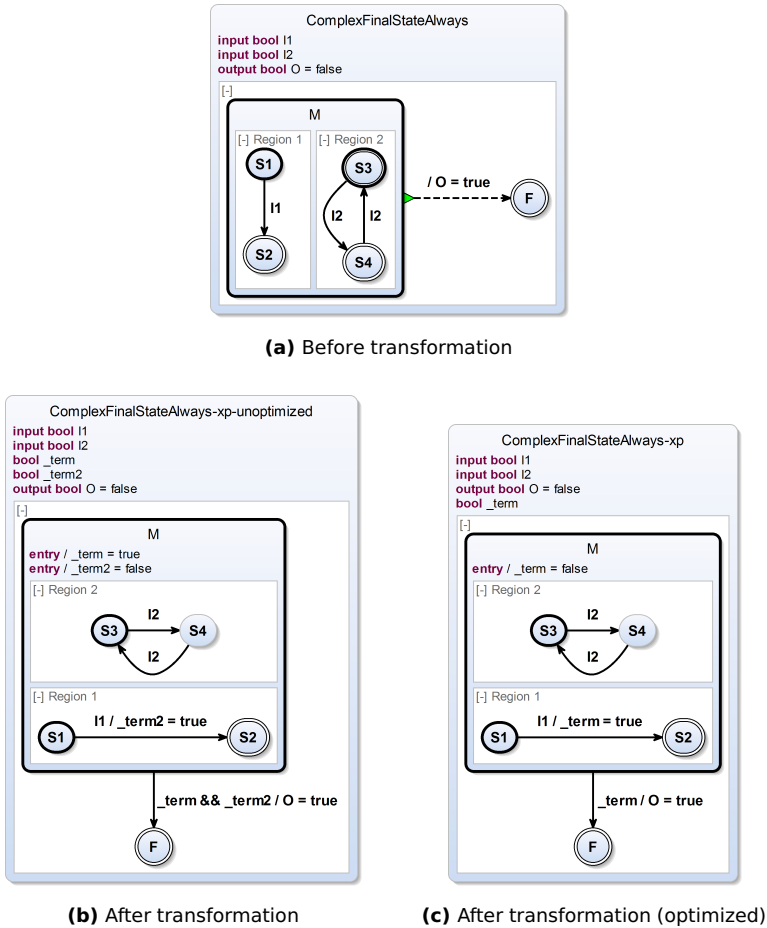 ComplexFinalStateAlways
input bool I1
input bool I2
output bool O = false
[-]
M
[-] Region 1
[-] Region 2
S1
S3
I1
I2
I2
/ O = true
F
S2
S4
(a) Before transformation
ComplexFinalStateAlways-xp-unoptimized
input bool I1
input bool I2
bool _term
bool _term2
output bool O = false
[-]
M
entry / _term = true
entry / _term2 = false
[-] Region 2
I2
S3
S4
I2
[-] Region 1
I1 / _term2 = true
S1
S2
_term && _term2 / O = true
F
(b) After transformation
ComplexFinalStateAlways-xp
input bool I1
input bool I2
output bool O = false
bool _term
[-]
M
entry / _term = false
[-] Region 2
I2
S3
S4
I2
[-] Region 1
I1 / _term = true
S1
S2
_term / O = true
F
(c) After transformation (optimized)